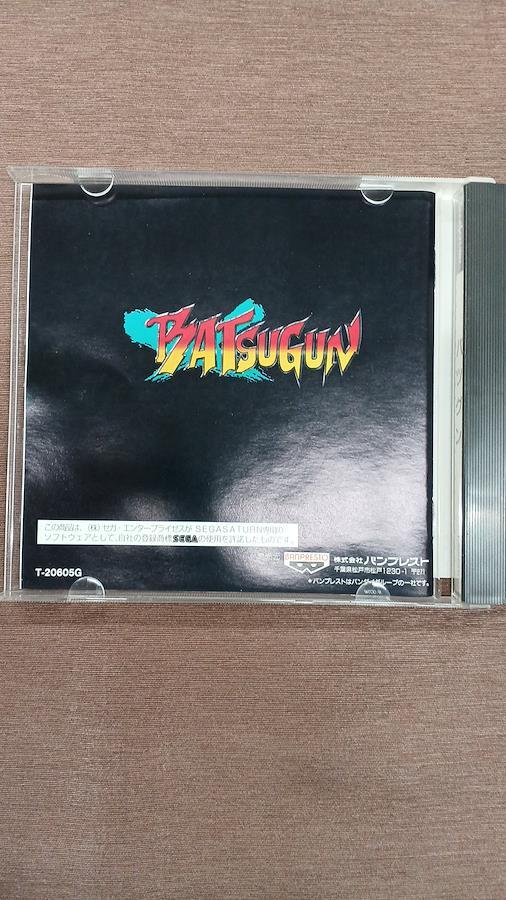 BATSUGUN
バツグン
この商品は、(株)セガ・エンタープライゼスがSEGASATURN専用の
ソフトウェアとして、自社の登録商標SEGAの使用を許諾したものです。
T-20605G
BANPRESTO
株式会社バンプレスト
千葉県松戸市松戸1230-1 〒271
*バンプレストはバンダイグループの一社です。